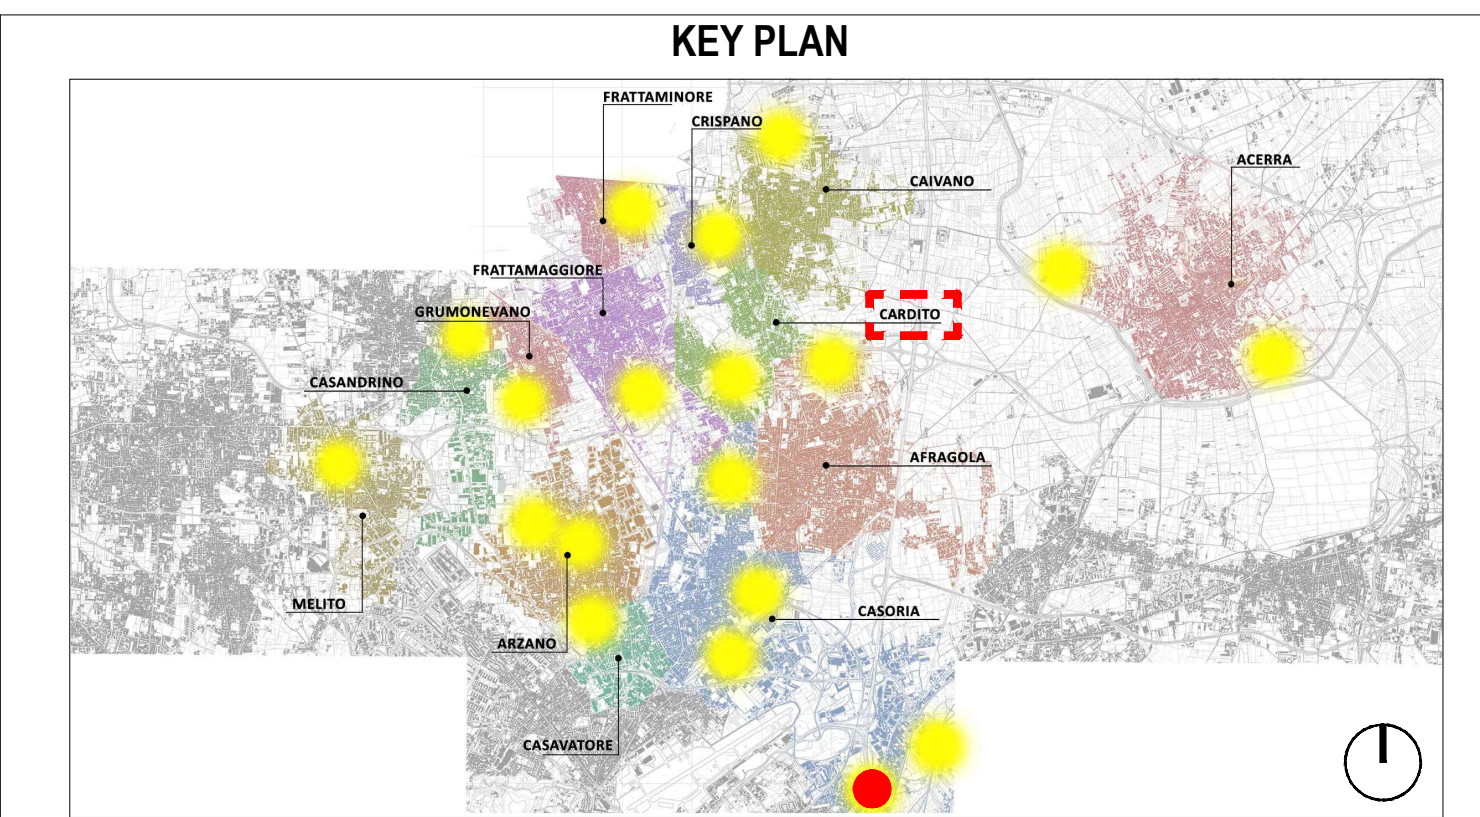 KEY PLAN
FRATTAMINORE
CRISPANO
ACERRA
CAIVANO
FRATTAMAGGIORE
GRUMONEVANO
CARDITO
CASANDRINO
AFRAGOLA
MELITO
CASORIA
ARZANO
CASAVATORE